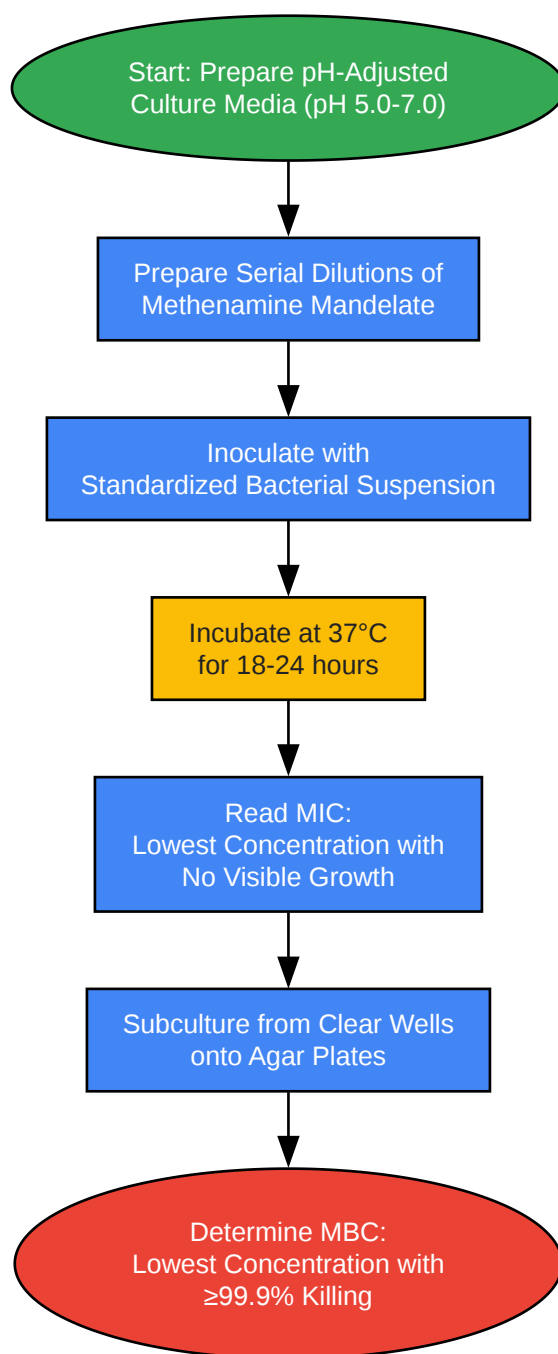 Start: Prepare pH-Adjusted
Culture Media (pH 5.0-7.0)
Prepare Serial Dilutions of
Methenamine Mandelate
Inoculate with
Standardized Bacterial Suspension
Incubate at 37°C
for 18-24 hours
Read MIC:
Lowest Concentration with
No Visible Growth
Subculture from Clear Wells
onto Agar Plates
Determine MBC:
Lowest Concentration with
≥99.9% Killing